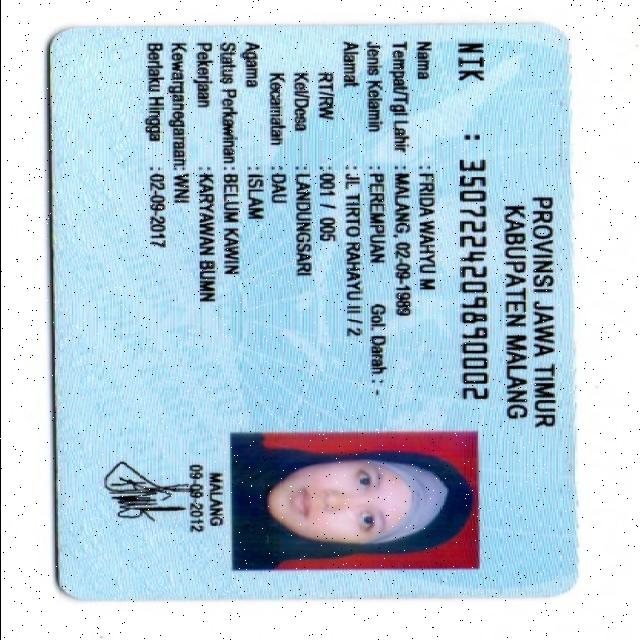 PROVINSI JAWA TIMUR
KABUPATEN MALANG
NIK : 3507224209890002
Nama : FRIDA WAHYU M
Tempat/Tgl Lahir : MALANG, 02-09-1989
Jenis Kelamin : PEREMPUAN Gol. Darah : -
Alamat : JL TIRTO RAHAYU II / 2
RT/RW : 001 / 005
Kel/Desa : LANDUNGSARI
Kecamatan : DAU
Agama : ISLAM
Status Perkawinan : BELUM KAWIN
Pekerjaan : KARYAWAN BUMN
Kewarganegaraan: WNI
Berlaku Hingga : 02-09-2017
MALANG
09-09-2012